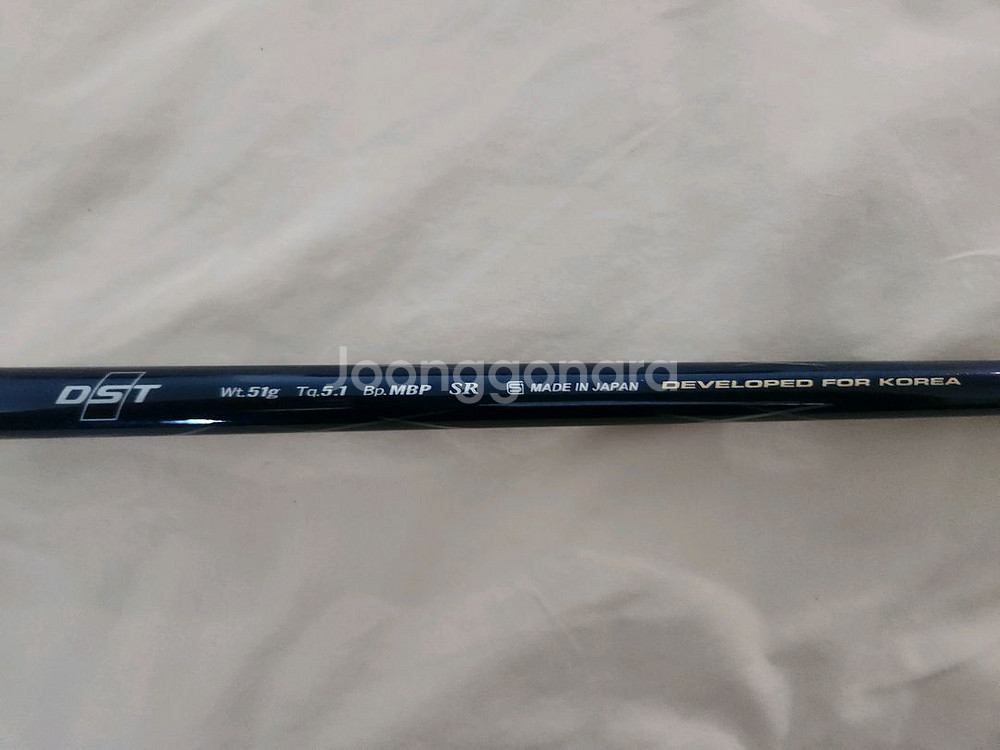 DST Wt.51g Tq.5.1 Bp.MBP SR S MADE IN JAPAN DEVELOPED FOR KOREA
Joonggonara